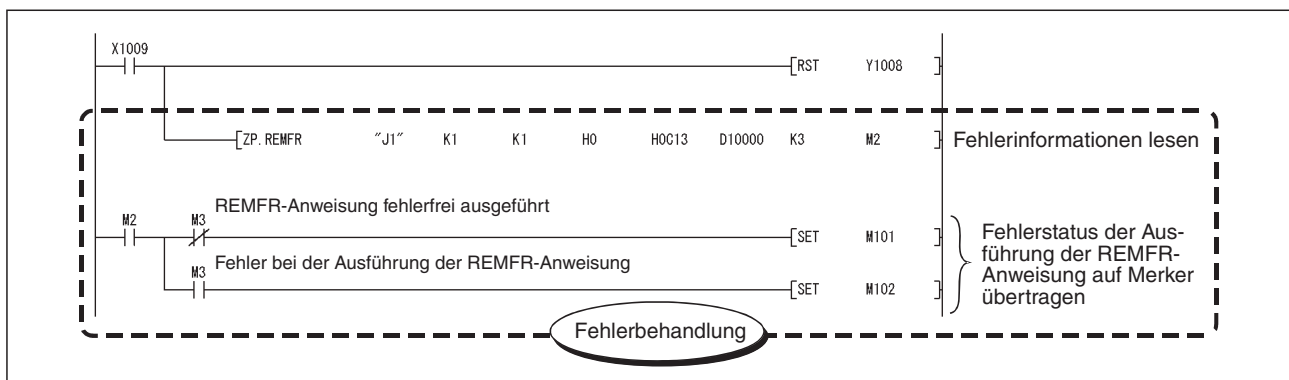 X1009
[RST Y1008 ]
[ZP.REMFR "J1" K1 K1 H0 H0C13 D10000 K3 M2 ]
Fehlerinformationen lesen
REMFR-Anweisung fehlerfrei ausgeführt
M2 M3
[SET M101 ]
Fehler bei der Ausführung der REMFR-Anweisung
M3
[SET M102 ]
Fehlerstatus der Aus-
führung der REMFR-
Anweisung auf Merker
übertragen
Fehlerbehandlung